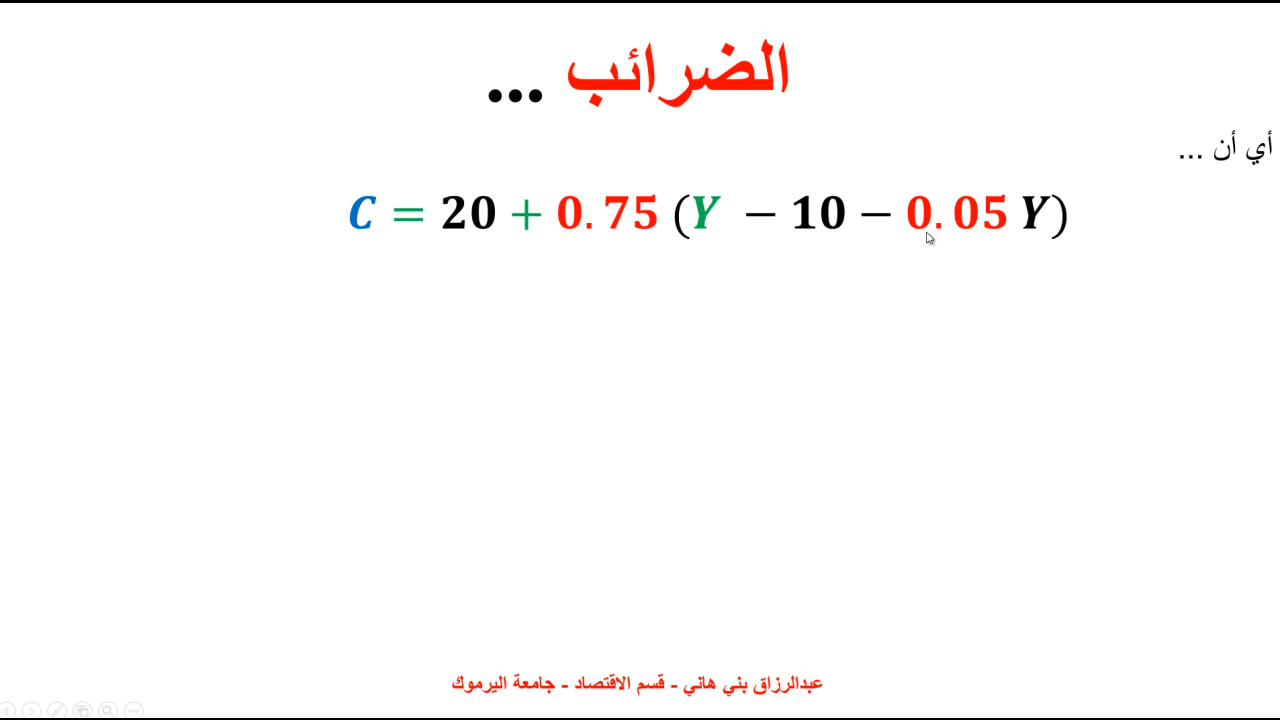 الضرائب ...
أي أن ...
C = 20 + 0.75 (Y − 10 − 0.05 Y)
عبدالرزاق بني هاني - قسم الاقتصاد - جامعة اليرموك